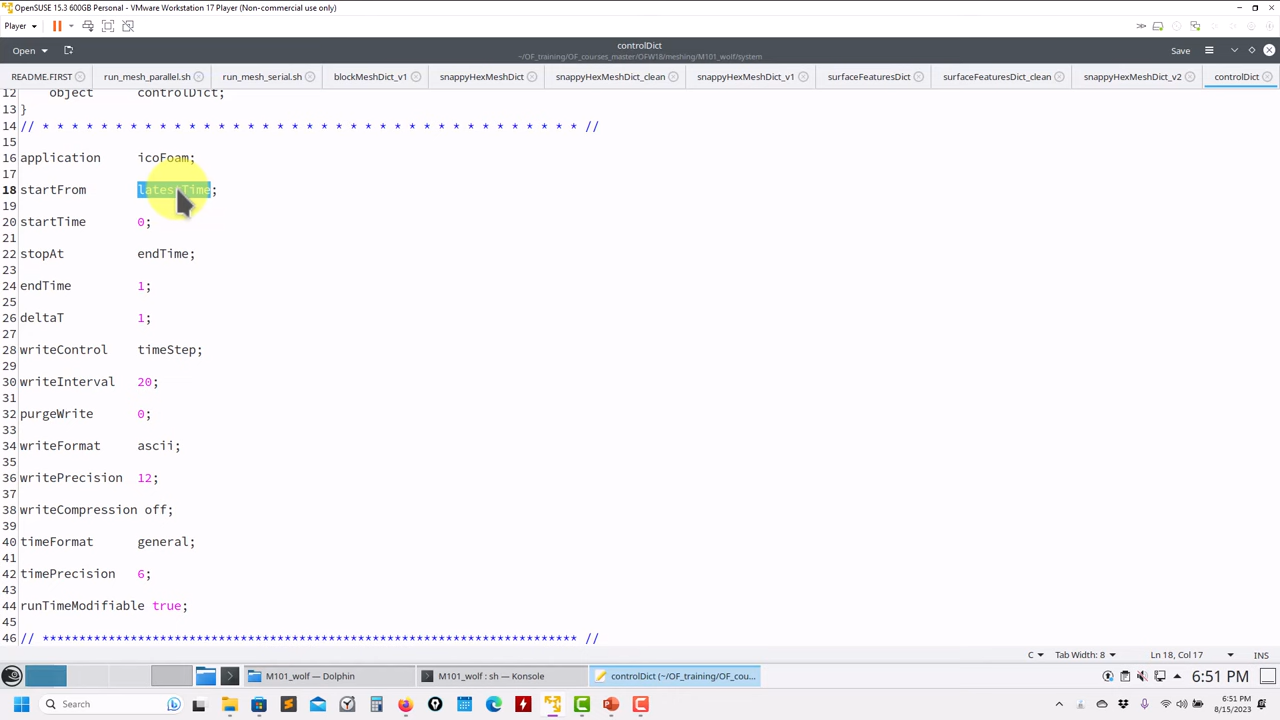 OpenSUSE 15.3 600GB Personal - VMware Workstation 17 Player (Non-commercial use only)
Player
Open
controlDict
~/OF_training/OF_courses_master/OFW18/meshing/M101_wolf/system
Save
README.FIRST run_mesh_parallel.sh run_mesh_serial.sh blockMeshDict_v1 snappyHexMeshDict snappyHexMeshDict_clean snappyHexMeshDict_v1 surfaceFeaturesDict surfaceFeaturesDict_clean snappyHexMeshDict_v2 controlDict
12 object controlDict;
13 }
14 // * * * * * * * * * * * * * * * * * * * * * * * * * * * * * * * * * * * * * //
15
16 application icoFoam;
17
18 startFrom latestTime;
19
20 startTime 0;
21
22 stopAt endTime;
23
24 endTime 1;
25
26 deltaT 1;
27
28 writeControl timeStep;
29
30 writeInterval 20;
31
32 purgeWrite 0;
33
34 writeFormat ascii;
35
36 writePrecision 12;
37
38 writeCompression off;
39
40 timeFormat general;
41
42 timePrecision 6;
43
44 runTimeModifiable true;
45
46 // ************************************************************************* //
C Tab Width: 8 Ln 18, Col 17 INS
M101_wolf — Dolphin M101_wolf : sh — Konsole controlDict (~/OF_training/OF_cou... 6:51 PM
Search
6:51 PM
8/15/2023